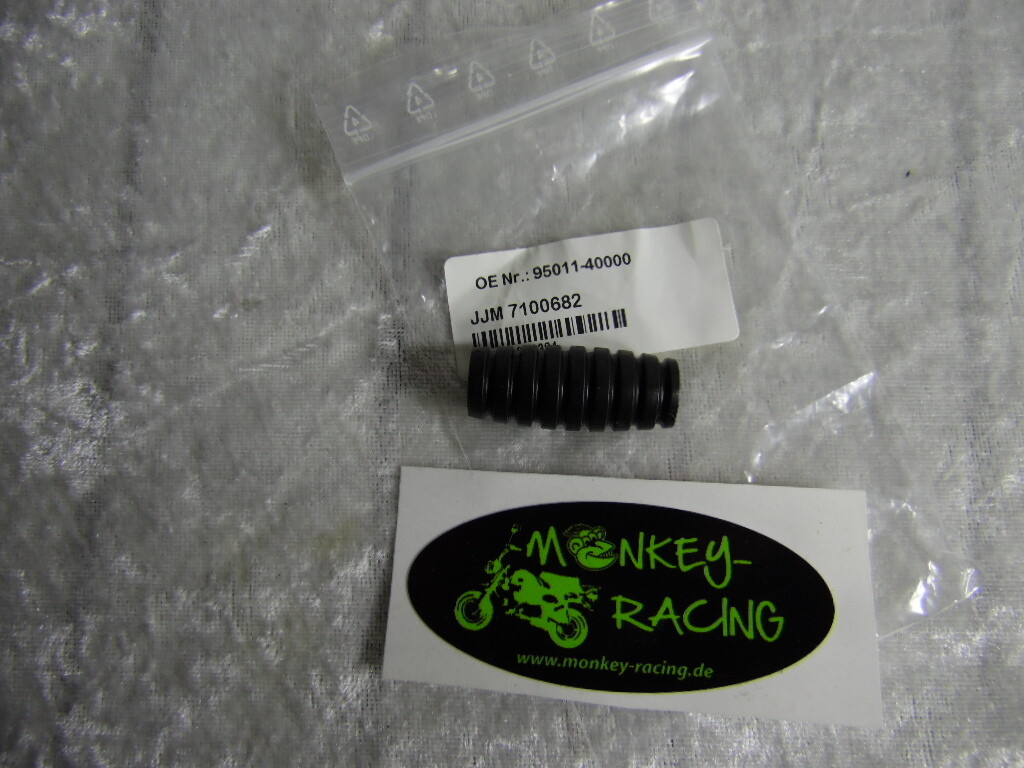 OE Nr.: 95011-40000
JJM 7100682
MONKEY-
RACING
www.monkey-racing.de